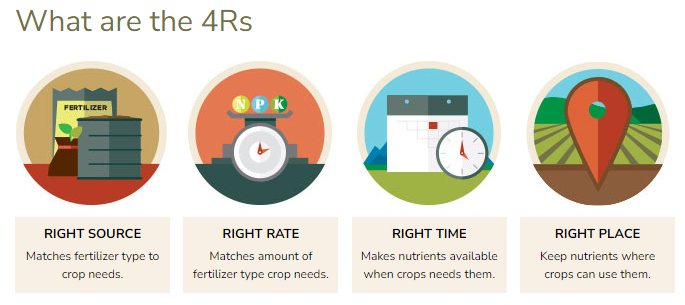 What are the 4Rs
FERTILIZER
N P K
RIGHT SOURCE
Matches fertilizer type to
crop needs.
RIGHT RATE
Matches amount of
fertilizer type crop needs.
RIGHT TIME
Makes nutrients available
when crops needs them.
RIGHT PLACE
Keep nutrients where
crops can use them.